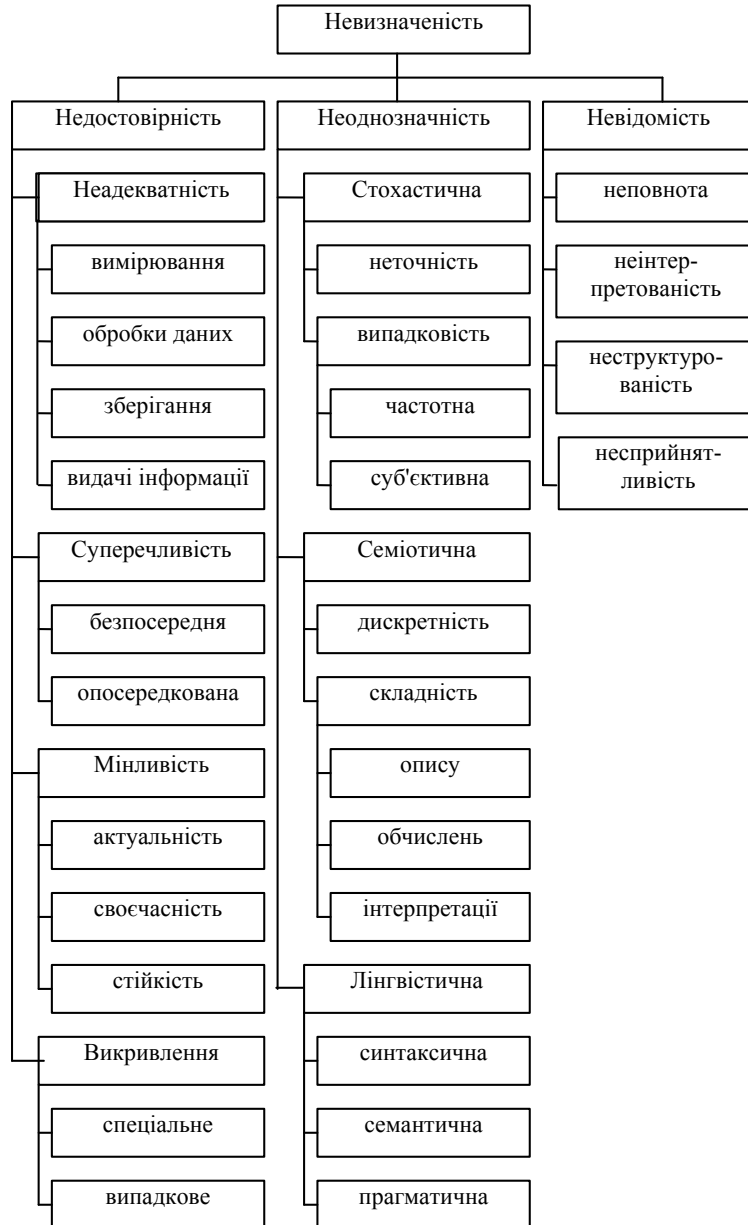 Невизначеність
Недостовірність
Неадекватність
вимірювання
обробки даних
зберігання
видачі інформації
Суперечливість
безпосередня
опосередкована
Мінливість
актуальність
своєчасність
стійкість
Викривлення
спеціальне
випадкове
Неоднозначність
Стохастична
неточність
випадковість
частотна
суб'єктивна
Семіотична
дискретність
складність
опису
обчислень
інтерпретації
Лінгвістична
синтаксична
семантична
прагматична
Невідомість
неповнота
неінтер-
претованість
неструктуро-
ваність
несприйнят-
ливість